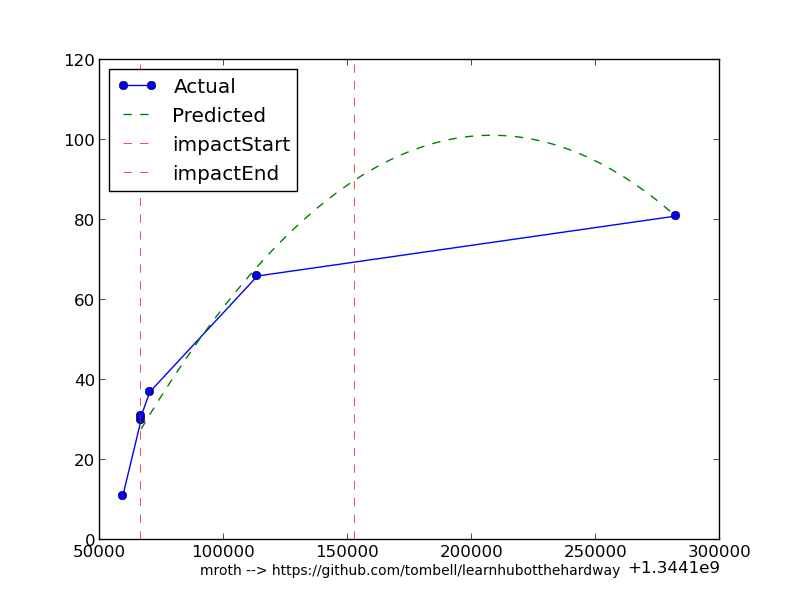 120
100
80
60
40
20
0
Actual
Predicted
impactStart
impactEnd
50000 100000 150000 200000 250000 300000
mroth --> https://github.com/tombell/learnhubotthehardway +1.3441e9